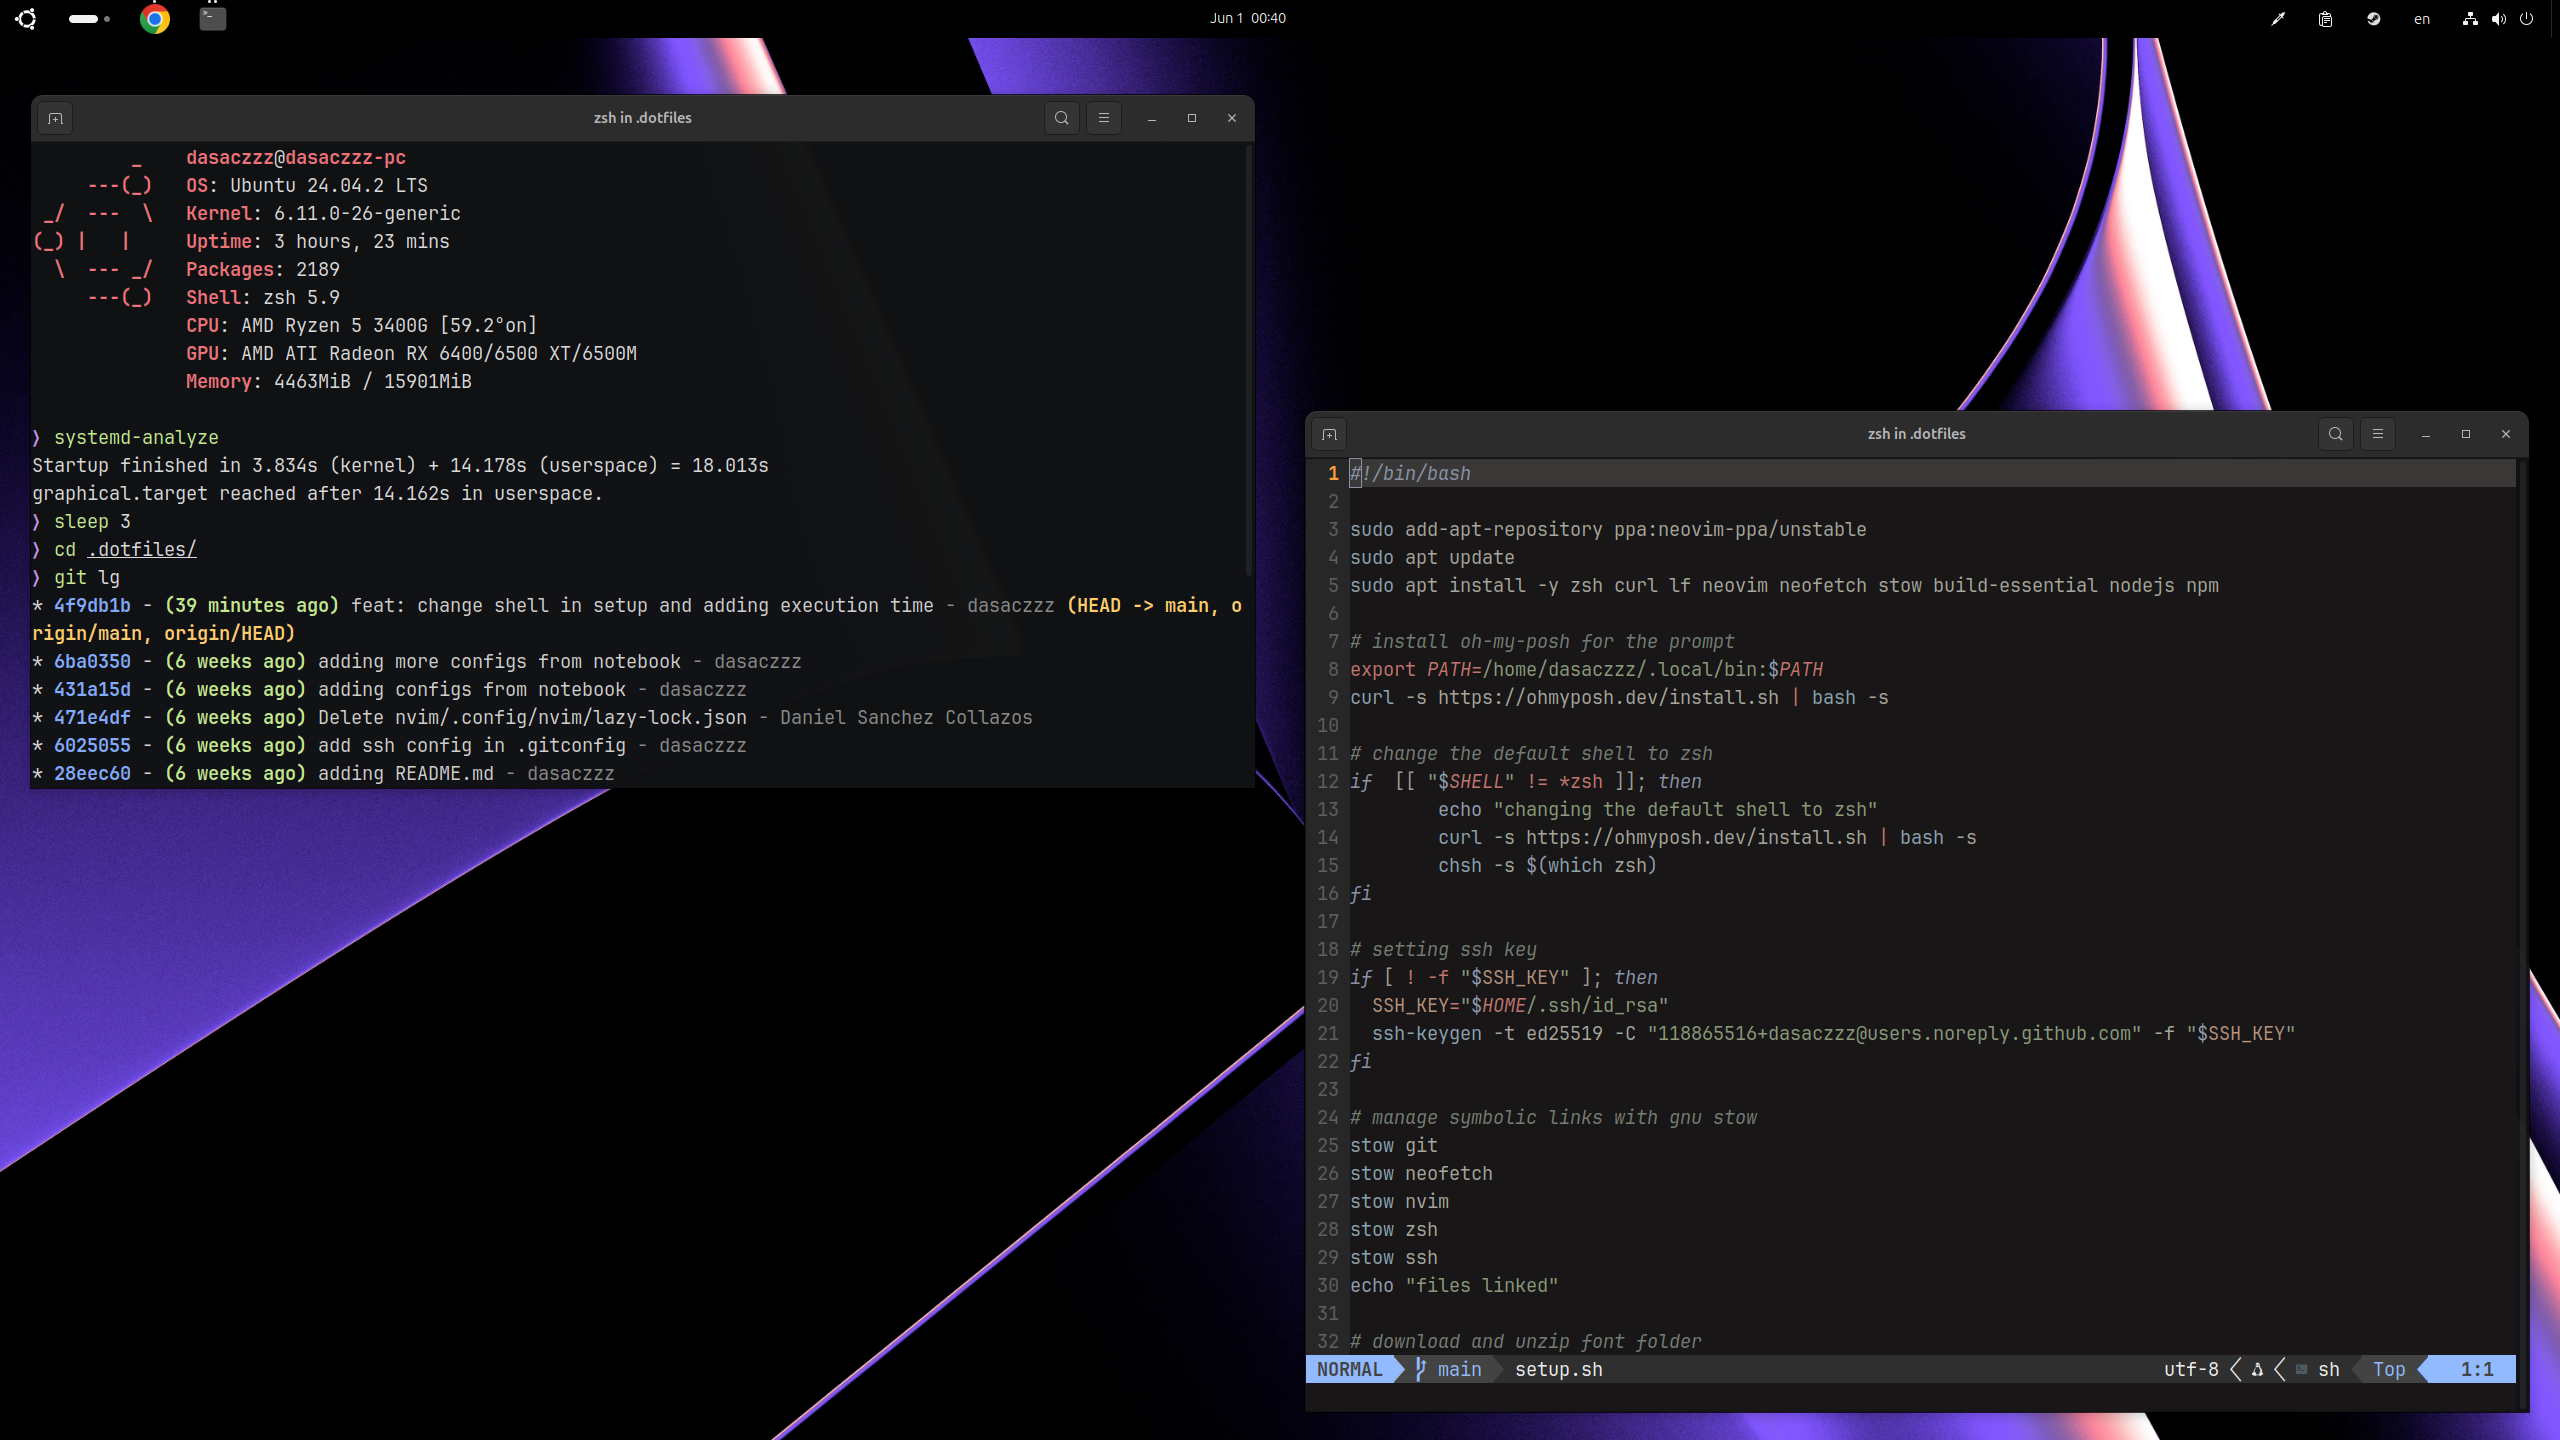 Jun 1 00:40
en
zsh in .dotfiles
dasaczzz@dasaczzz-pc
OS: Ubuntu 24.04.2 LTS
Kernel: 6.11.0-26-generic
Uptime: 3 hours, 23 mins
Packages: 2189
Shell: zsh 5.9
CPU: AMD Ryzen 5 3400G [59.2°on]
GPU: AMD ATI Radeon RX 6400/6500 XT/6500M
Memory: 4463MiB / 15901MiB
❯ systemd-analyze
Startup finished in 3.834s (kernel) + 14.178s (userspace) = 18.013s
graphical.target reached after 14.162s in userspace.
❯ sleep 3
❯ cd .dotfiles/
❯ git lg
* 4f9db1b - (39 minutes ago) feat: change shell in setup and adding execution time - dasaczzz (HEAD -> main, o
rigin/main, origin/HEAD)
* 6ba0350 - (6 weeks ago) adding more configs from notebook - dasaczzz
* 431a15d - (6 weeks ago) adding configs from notebook - dasaczzz
* 471e4df - (6 weeks ago) Delete nvim/.config/nvim/lazy-lock.json - Daniel Sanchez Collazos
* 6025055 - (6 weeks ago) add ssh config in .gitconfig - dasaczzz
* 28eec60 - (6 weeks ago) adding README.md - dasaczzz
zsh in .dotfiles
1 #!/bin/bash
2
3 sudo add-apt-repository ppa:neovim-ppa/unstable
4 sudo apt update
5 sudo apt install -y zsh curl lf neovim neofetch stow build-essential nodejs npm
6
7 # install oh-my-posh for the prompt
8 export PATH=/home/dasaczzz/.local/bin:$PATH
9 curl -s https://ohmyposh.dev/install.sh | bash -s
10
11 # change the default shell to zsh
12 if  [[ "$SHELL" != *zsh ]]; then
13         echo "changing the default shell to zsh"
14         curl -s https://ohmyposh.dev/install.sh | bash -s
15         chsh -s $(which zsh)
16 fi
17
18 # setting ssh key
19 if [ ! -f "$SSH_KEY" ]; then
20   SSH_KEY="$HOME/.ssh/id_rsa"
21   ssh-keygen -t ed25519 -C "118865516+dasaczzz@users.noreply.github.com" -f "$SSH_KEY"
22 fi
23
24 # manage symbolic links with gnu stow
25 stow git
26 stow neofetch
27 stow nvim
28 stow zsh
29 stow ssh
30 echo "files linked"
31
32 # download and unzip font folder
NORMAL main setup.sh utf-8 sh Top 1:1